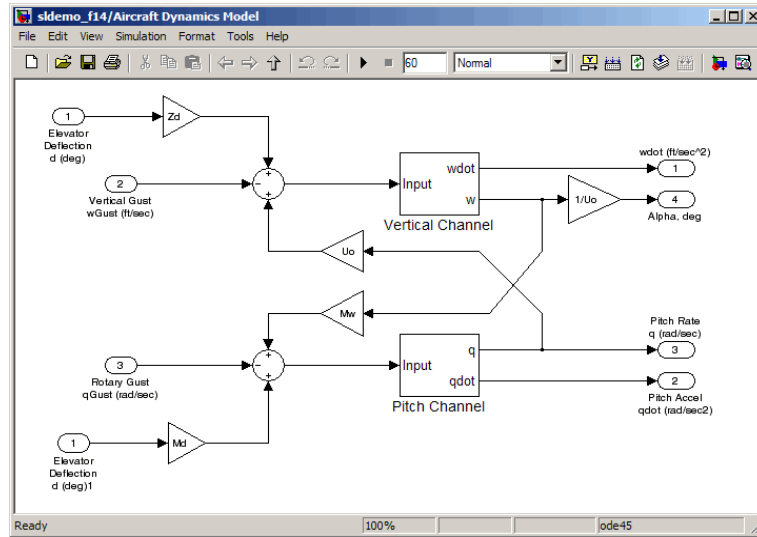 sldemo_f14/Aircraft Dynamics Model
File Edit View Simulation Format Tools Help
60 Normal
1
Elevator
Deflection
d (deg)
Zd
2
Vertical Gust
wGust (ft/sec)
Input
wdot
w
Vertical Channel
wdot (ft/sec^2)
1
1/Uo
4
Alpha, deg
Uo
Mw
3
Rotary Gust
qGust (rad/sec)
Input
q
qdot
Pitch Channel
Pitch Rate
q (rad/sec)
3
2
Pitch Accel
qdot (rad/sec2)
1
Elevator
Deflection
d (deg)1
Md
Ready 100% ode45